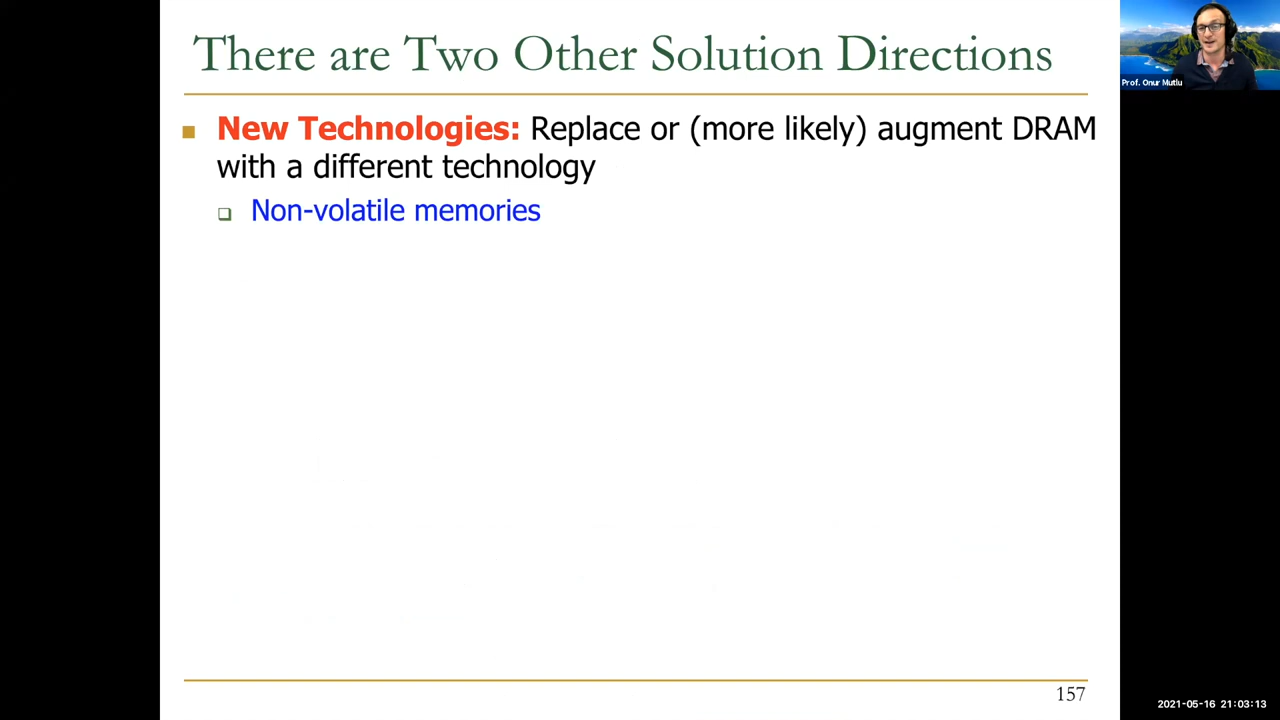 There are Two Other Solution Directions
New Technologies: Replace or (more likely) augment DRAM
with a different technology
Non-volatile memories
157
Prof. Onur Mutlu
2021-05-16 21:03:13